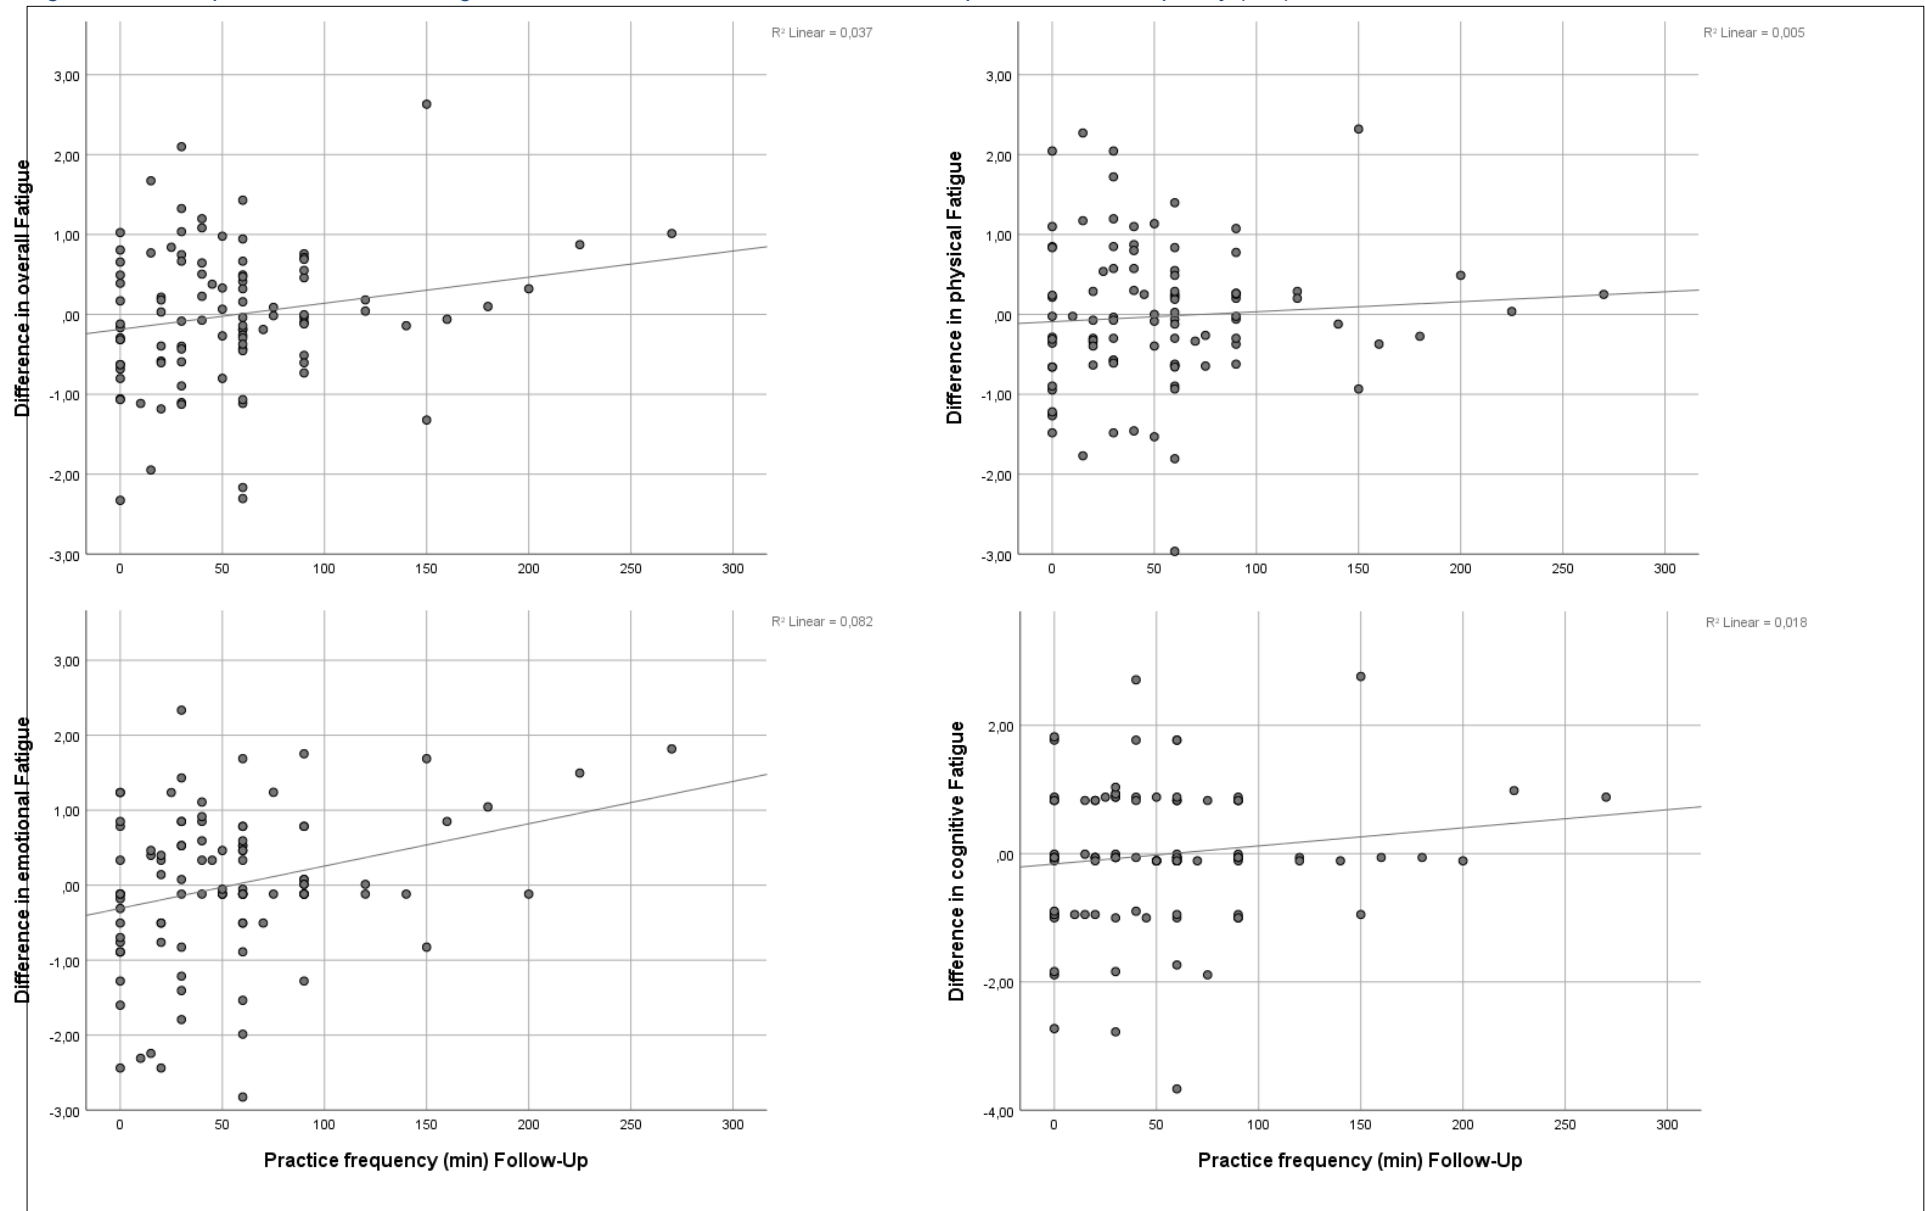 R² Linear = 0,037
Difference in overall Fatigue
3,00
2,00
1,00
,00
-1,00
-2,00
-3,00
0 50 100 150 200 250 300
R² Linear = 0,005
Difference in physical Fatigue
3,00
2,00
1,00
,00
-1,00
-2,00
-3,00
0 50 100 150 200 250 300
R² Linear = 0,082
Difference in emotional Fatigue
3,00
2,00
1,00
,00
-1,00
-2,00
-3,00
0 50 100 150 200 250 300
Practice frequency (min) Follow-Up
R² Linear = 0,018
Difference in cognitive Fatigue
2,00
,00
-2,00
-4,00
0 50 100 150 200 250 300
Practice frequency (min) Follow-Up